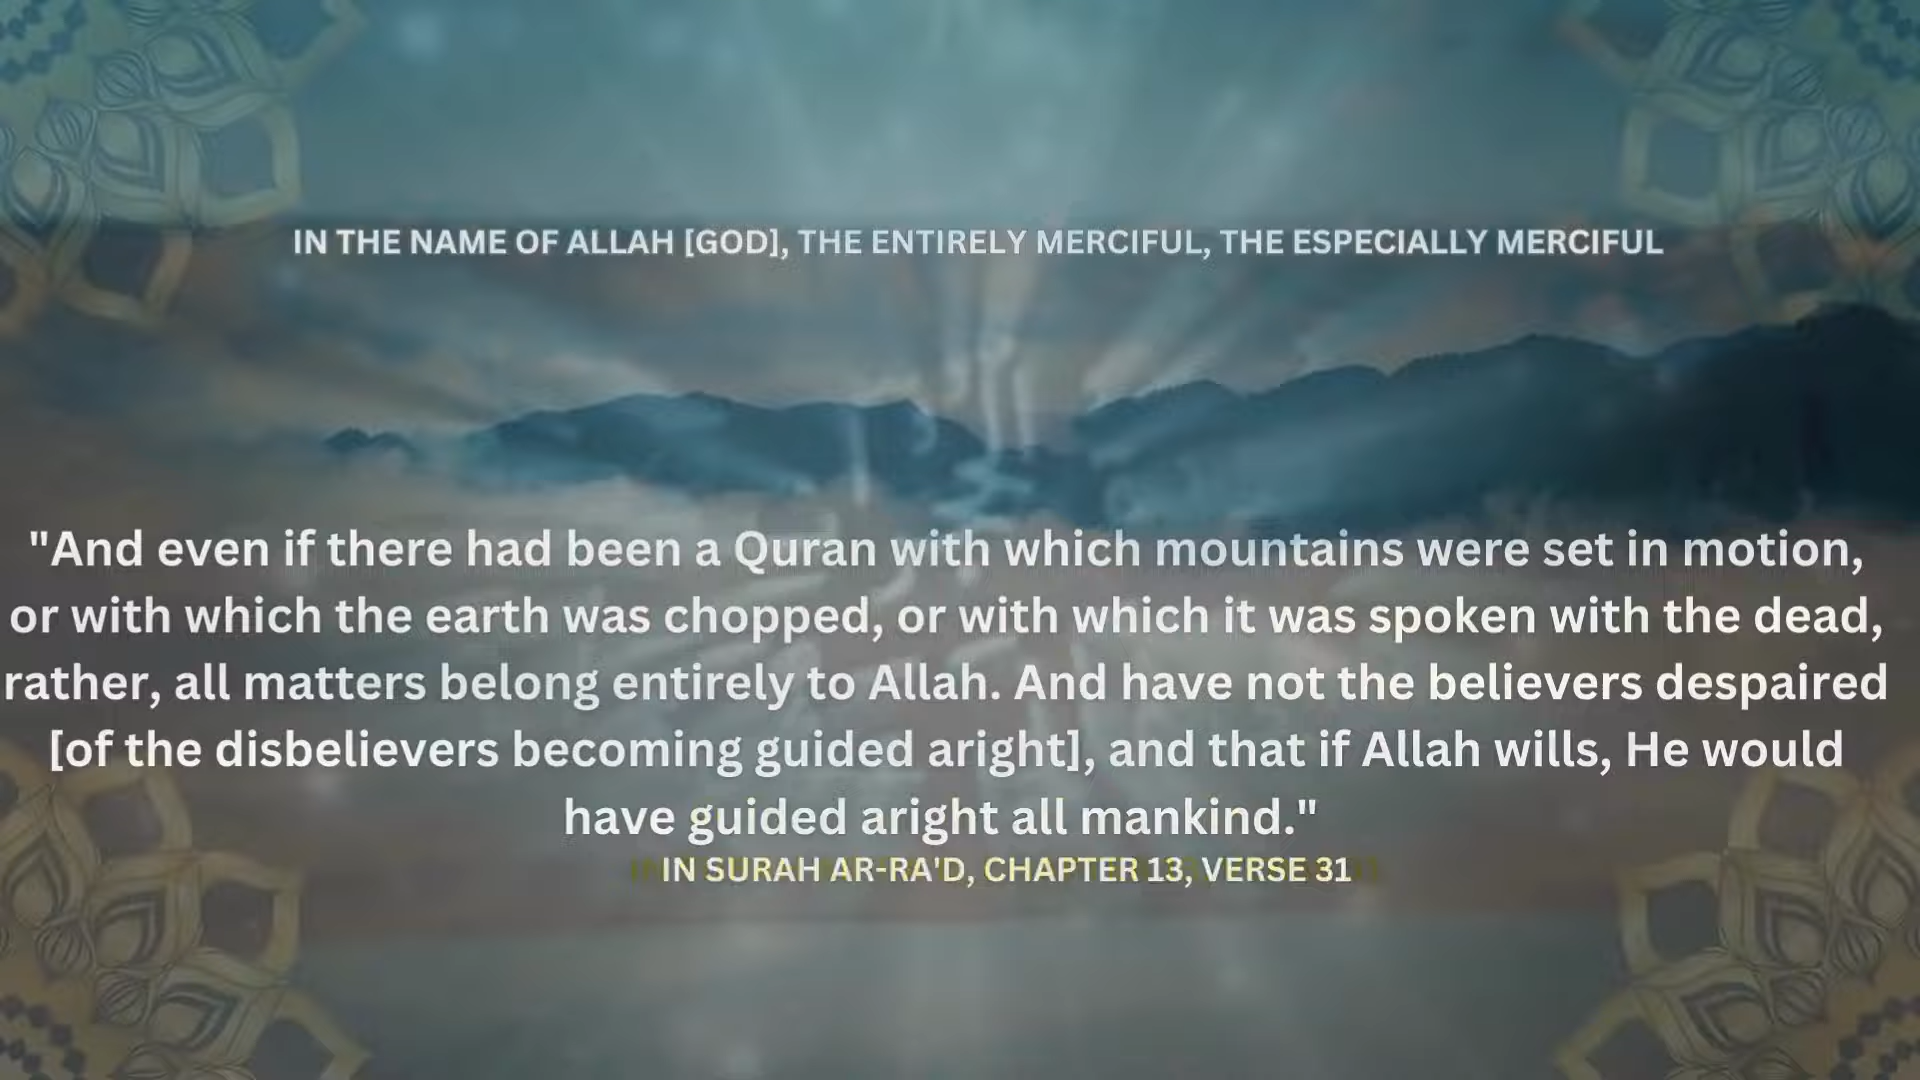 IN THE NAME OF ALLAH [GOD], THE ENTIRELY MERCIFUL, THE ESPECIALLY MERCIFUL
"And even if there had been a Quran with which mountains were set in motion,
or with which the earth was chopped, or with which it was spoken with the dead,
rather, all matters belong entirely to Allah. And have not the believers despaired
[of the disbelievers becoming guided aright], and that if Allah wills, He would
have guided aright all mankind."
IN SURAH AR-RA'D, CHAPTER 13, VERSE 31